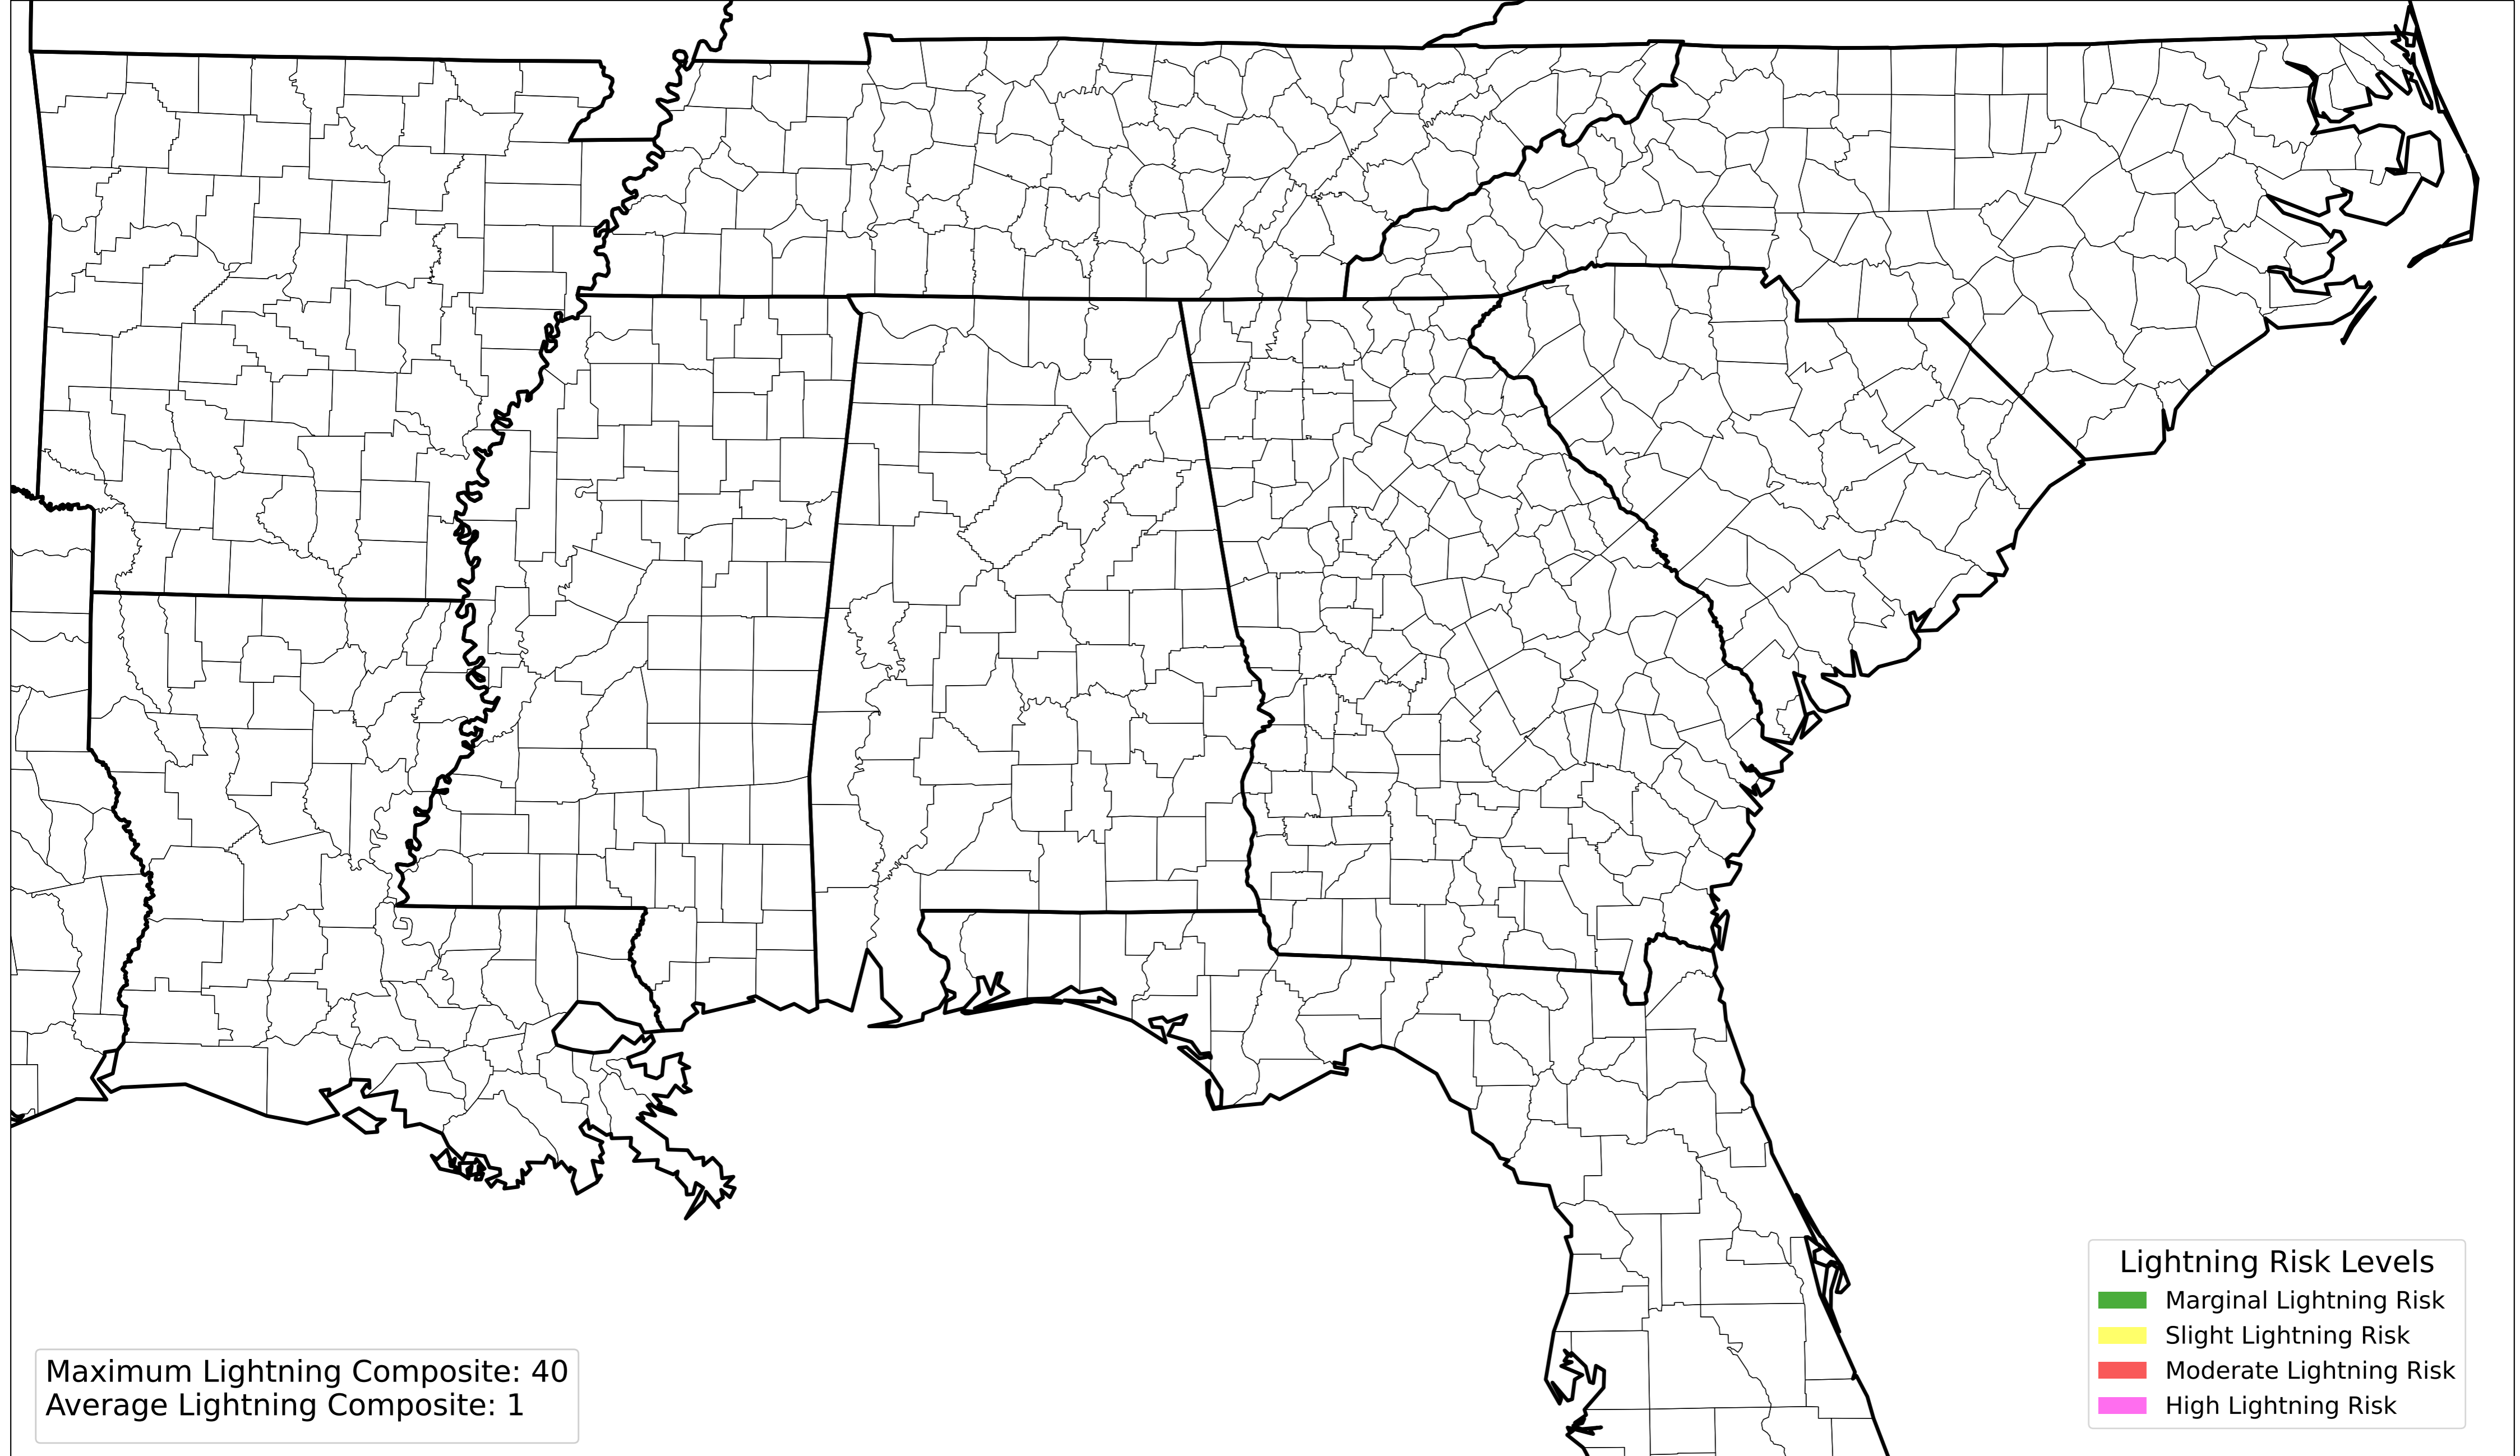 Lightning Risk Levels
Marginal Lightning Risk
Slight Lightning Risk
Moderate Lightning Risk
High Lightning Risk
Maximum Lightning Composite: 40
Average Lightning Composite: 1